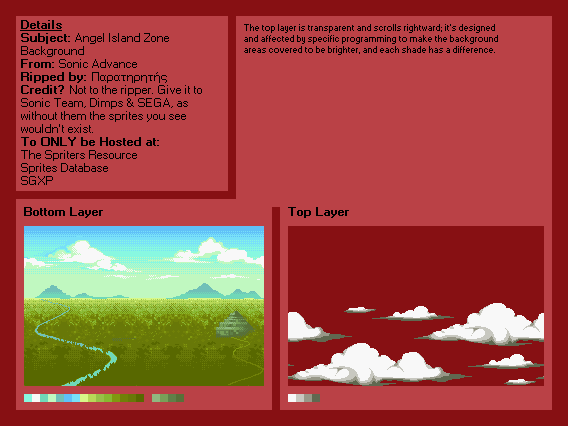 Details
Subject: Angel Island Zone
Background
From: Sonic Advance
Ripped by: Παρατηρητής
Credit? Not to the ripper. Give it to
Sonic Team, Dimps & SEGA, as
without them the sprites you see
wouldn't exist.
To ONLY be Hosted at:
The Spriters Resource
Sprites Database
SGXP
The top layer is transparent and scrolls rightward; it's designed
and affected by specific programming to make the background
areas covered to be brighter, and each shade has a difference.
Bottom Layer
Top Layer